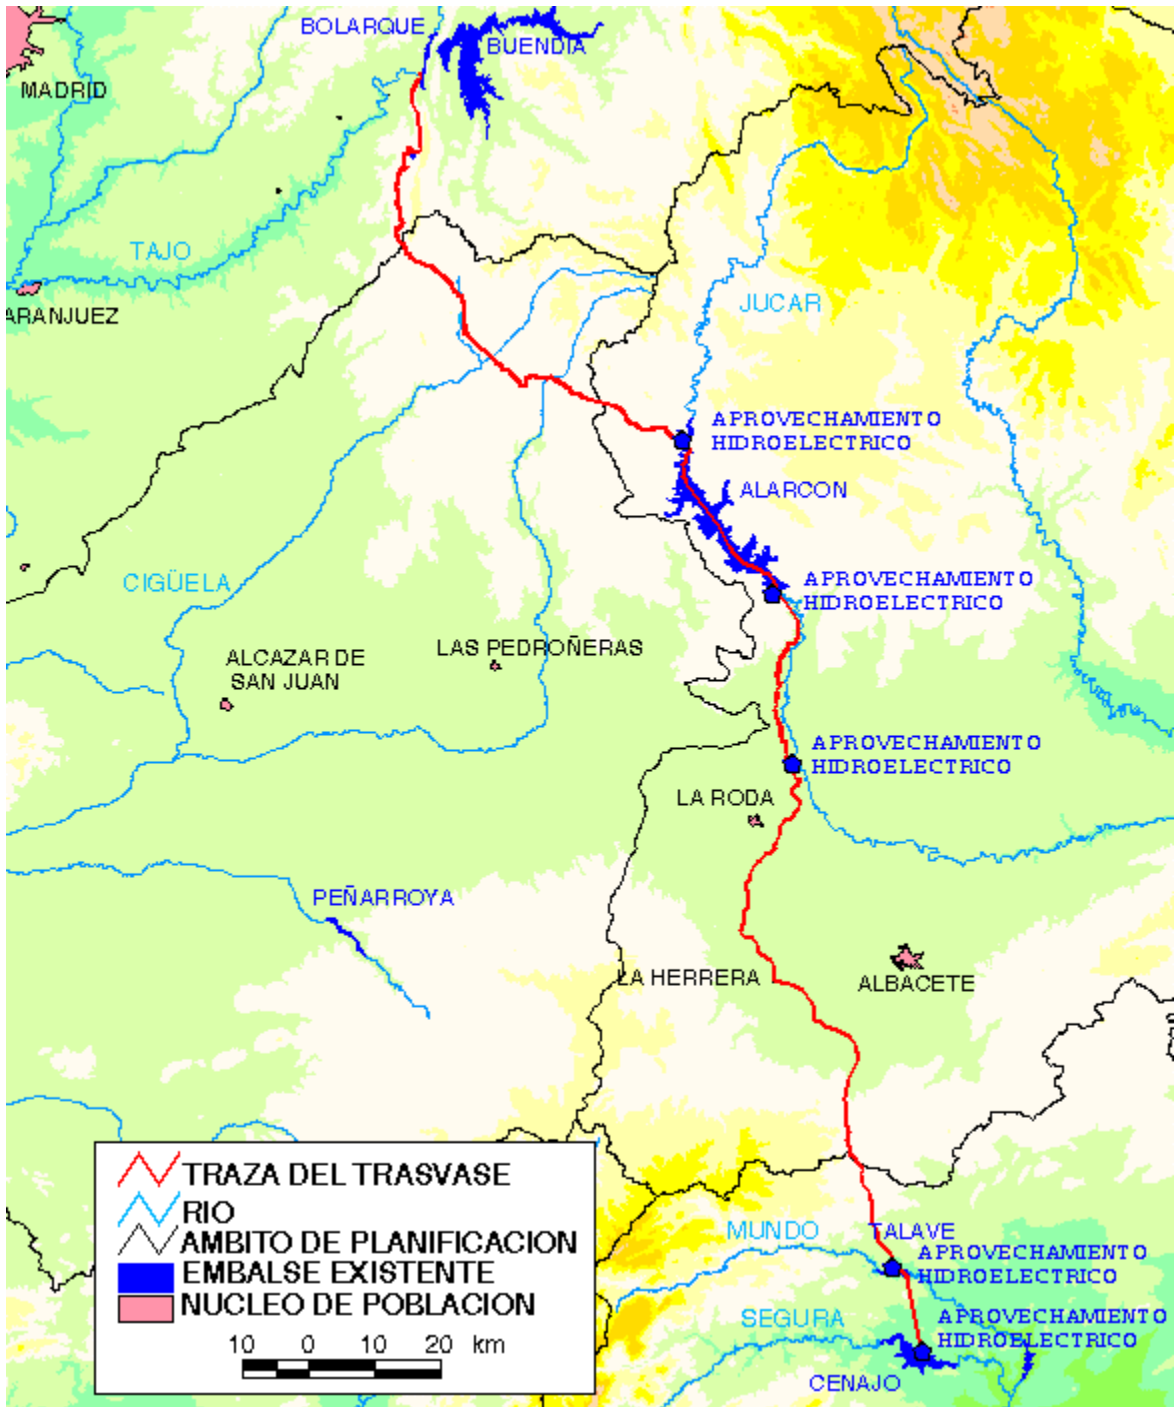 BOLARQUE
BUENDIA
MADRID
TAJO
ARANJUEZ
JUCAR
APROVECHAMIENTO
HIDROELECTRICO
ALARCON
CIGÜELA
APROVECHAMIENTO
HIDROELECTRICO
LAS PEDROÑERAS
ALCAZAR DE
SAN JUAN
APROVECHAMIENTO
HIDROELECTRICO
LA RODA
PEÑARROYA
LA HERRERA
ALBACETE
TRAZA DEL TRASVASE
RIO
AMBITO DE PLANIFICACION
EMBALSE EXISTENTE
NUCLEO DE POBLACION
10 0 10 20 km
MUNDO
TALAVE
APROVECHAMIENTO
HIDROELECTRICO
SEGURA
APROVECHAMIENTO
HIDROELECTRICO
CENAJO